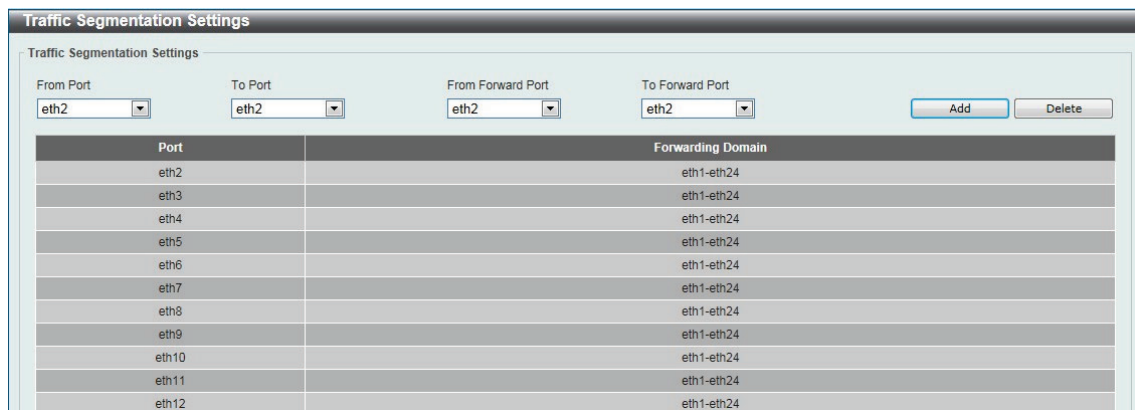 Traffic Segmentation Settings
Traffic Segmentation Settings
From Port To Port From Forward Port To Forward Port
eth2 eth2 eth2 eth2 Add Delete
Port Forwarding Domain
eth2 eth1-eth24
eth3 eth1-eth24
eth4 eth1-eth24
eth5 eth1-eth24
eth6 eth1-eth24
eth7 eth1-eth24
eth8 eth1-eth24
eth9 eth1-eth24
eth10 eth1-eth24
eth11 eth1-eth24
eth12 eth1-eth24